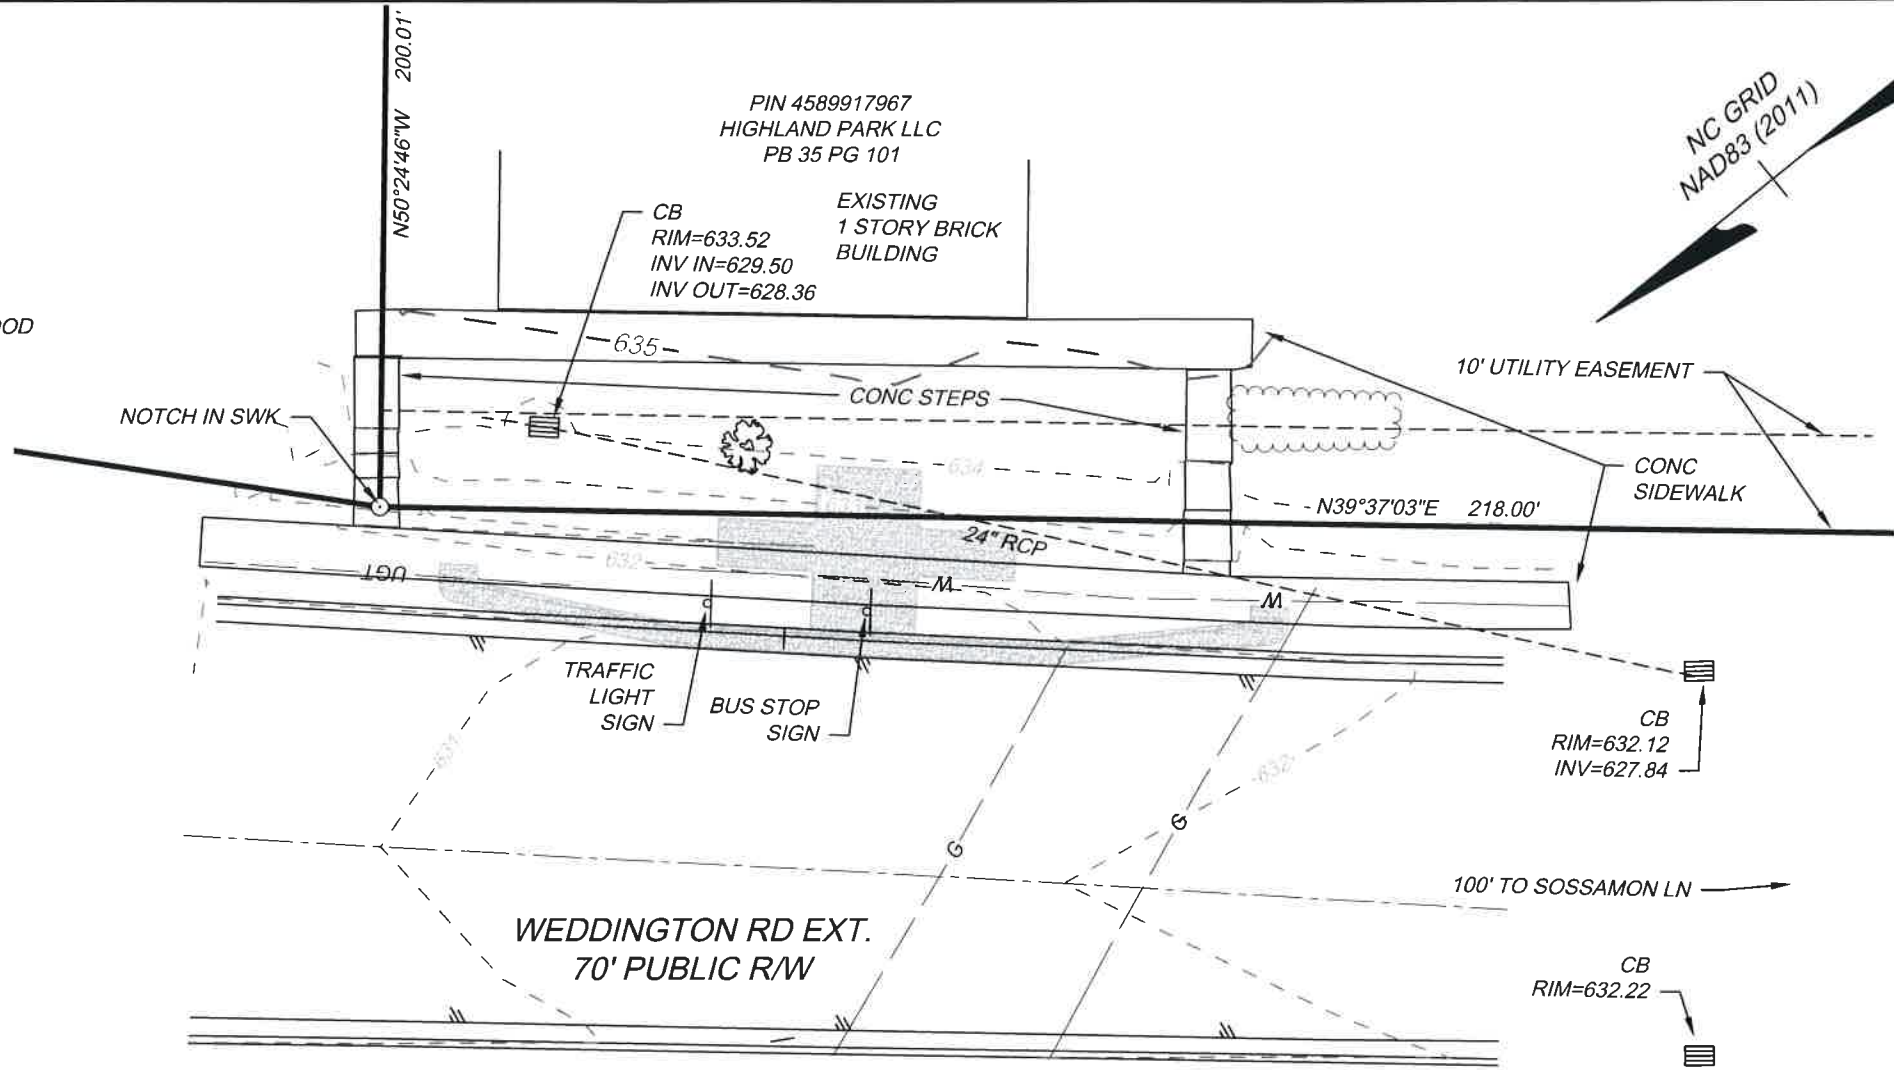 N50°24'46"W 200.01'
PIN 4589917967
HIGHLAND PARK LLC
PB 35 PG 101
NC GRID
NAD83 (2011)
CB
RIM=633.52
INV IN=629.50
INV OUT=628.36
EXISTING
1 STORY BRICK
BUILDING
OOD
635
10' UTILITY EASEMENT
CONC STEPS
NOTCH IN SWK
634
CONC
SIDEWALK
N39°37'03"E 218.00'
24" RCP
632
UGT
W
W
TRAFFIC
LIGHT
SIGN
BUS STOP
SIGN
631
632
CB
RIM=632.12
INV=627.84
G
G
100' TO SOSSAMON LN
WEDDINGTON RD EXT.
70' PUBLIC R/W
CB
RIM=632.22